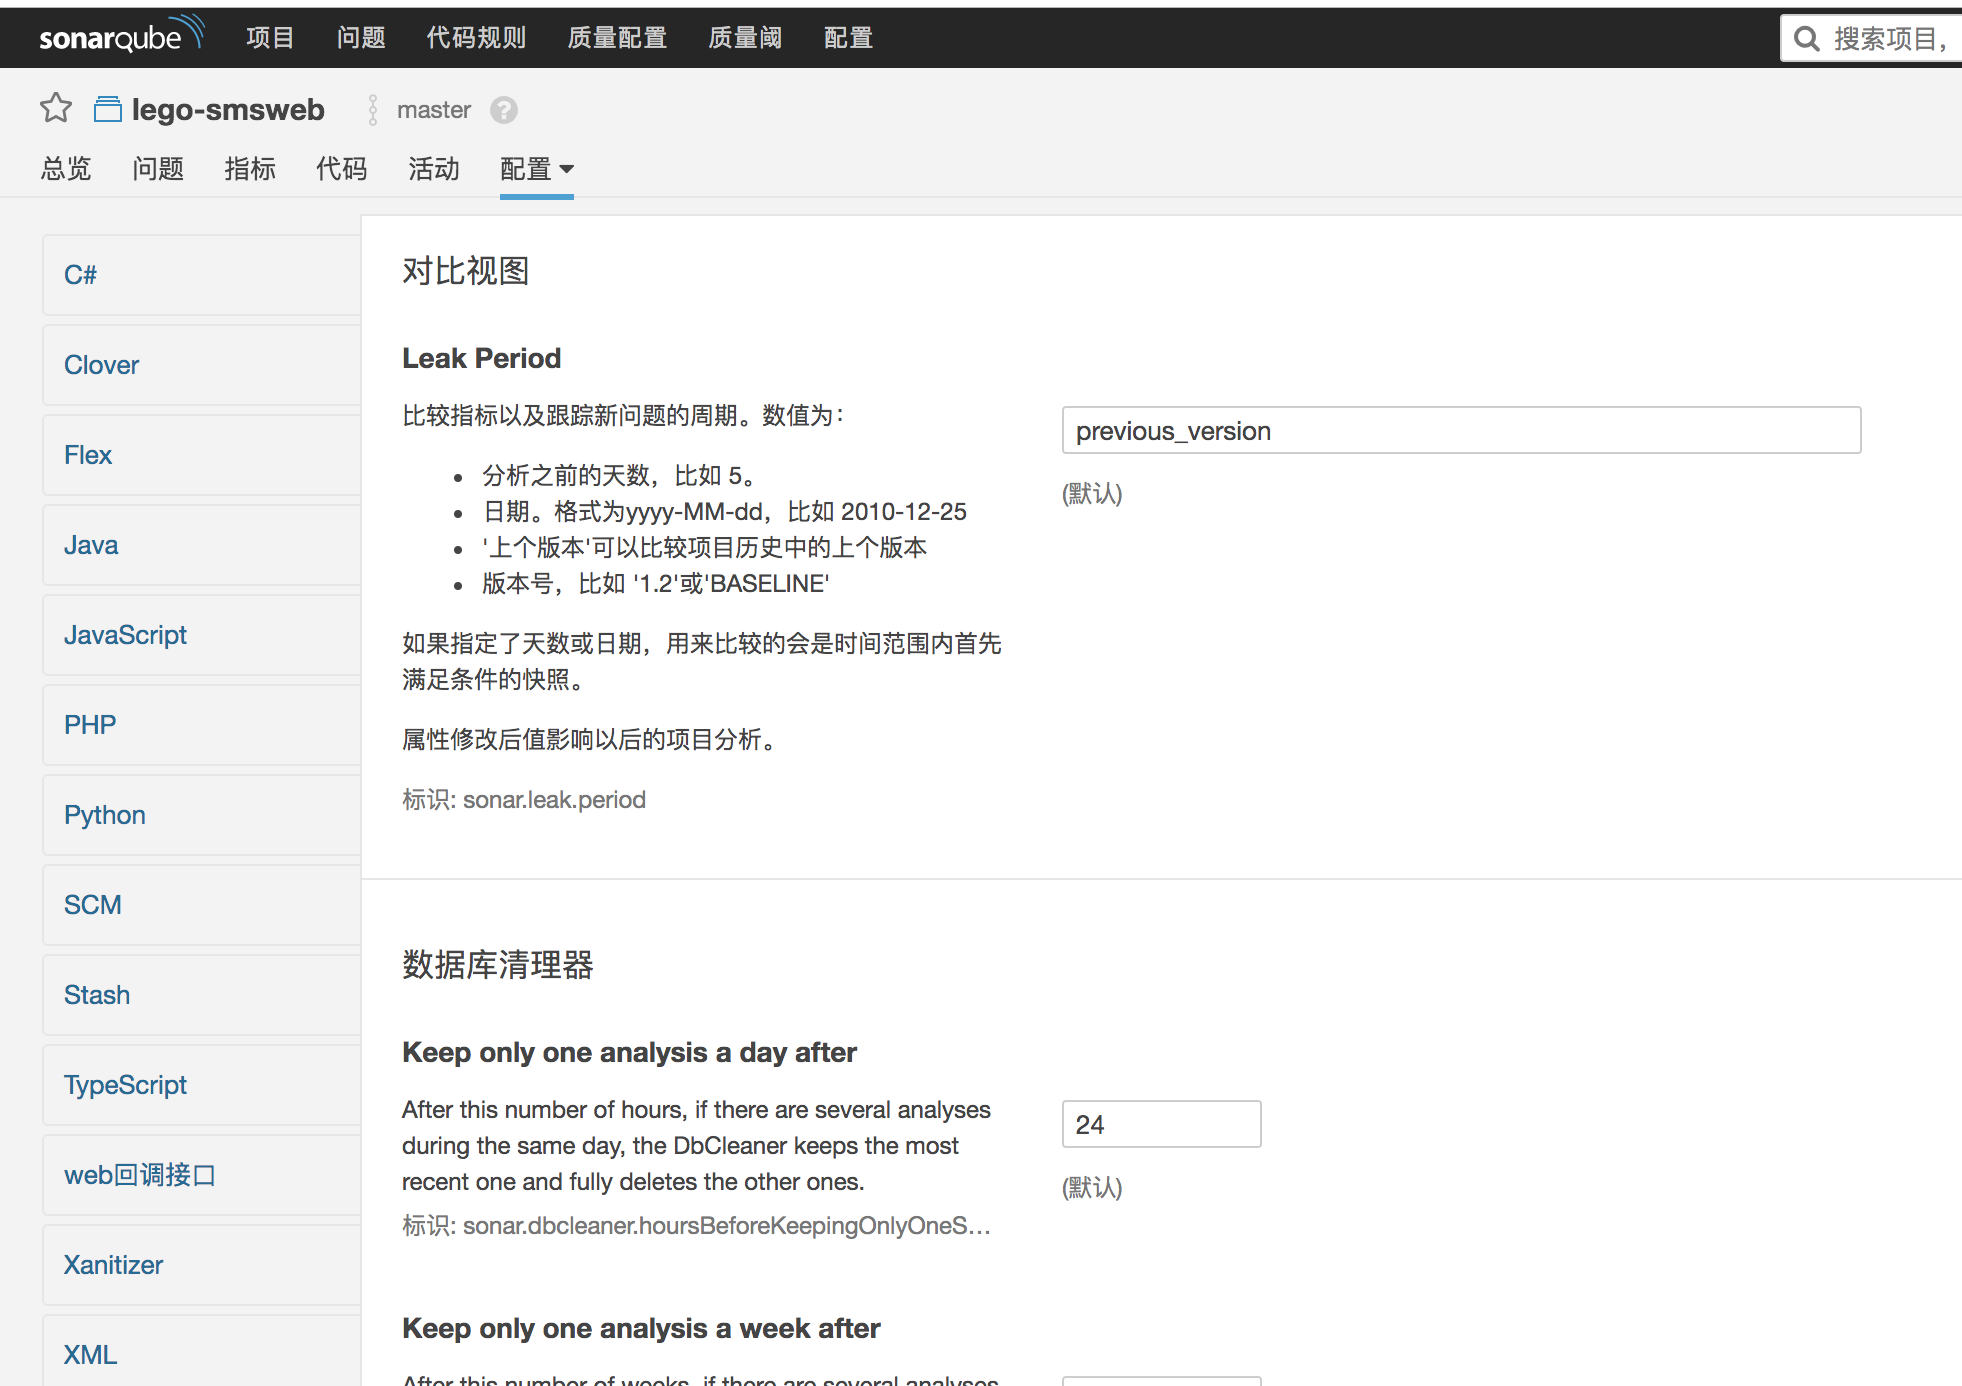 sonarqube 项目 问题 代码规则 质量配置 质量阈 配置 搜索项目,
lego-smsweb master ?
总览 问题 指标 代码 活动 配置
C#
Clover
Flex
Java
JavaScript
PHP
Python
SCM
Stash
TypeScript
web回调接口
Xanitizer
XML
对比视图
Leak Period
比较指标以及跟踪新问题的周期。数值为：
• 分析之前的天数，比如 5。
• 日期。格式为yyyy-MM-dd，比如 2010-12-25
• '上个版本'可以比较项目历史中的上个版本
• 版本号，比如 '1.2'或'BASELINE'
如果指定了天数或日期，用来比较的会是时间范围内首先
满足条件的快照。
属性修改后值影响以后的项目分析。
标识: sonar.leak.period
previous_version
(默认)
数据库清理器
Keep only one analysis a day after
After this number of hours, if there are several analyses
during the same day, the DbCleaner keeps the most
recent one and fully deletes the other ones.
标识: sonar.dbcleaner.hoursBeforeKeepingOnlyOneS...
24
(默认)
Keep only one analysis a week after
After this number of weeks, if there are several analyses